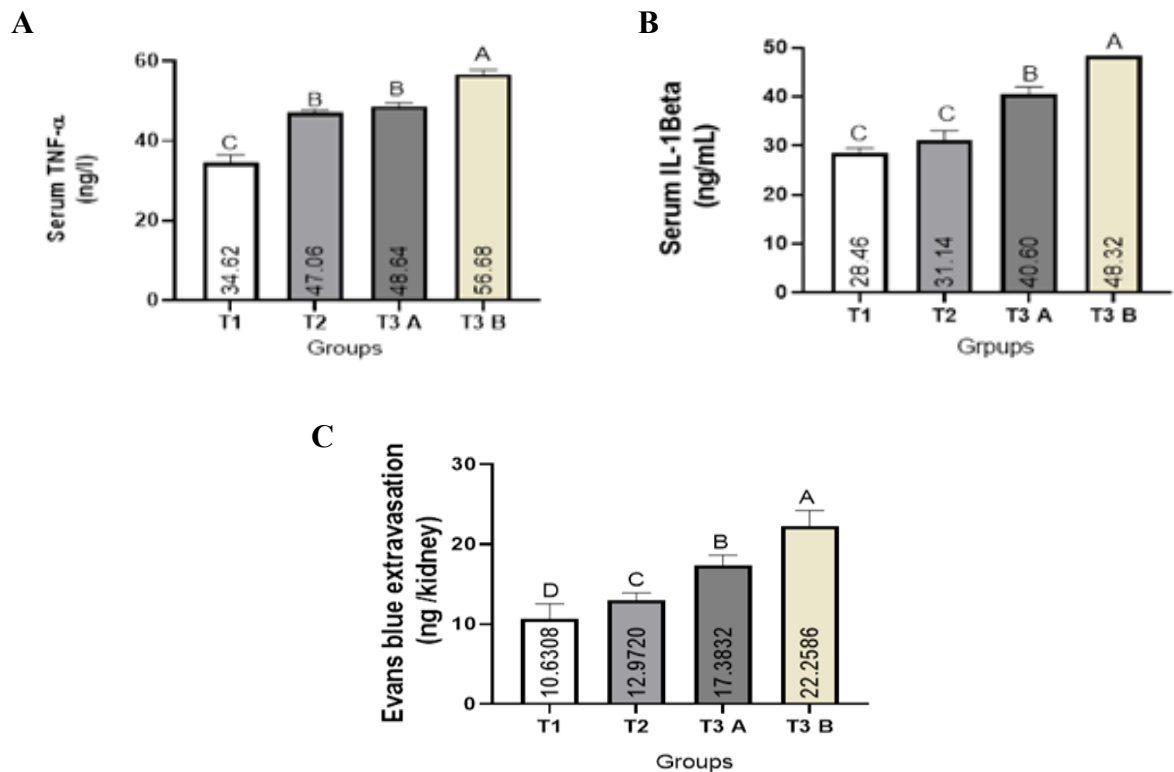 A
Serum TNF-α
(ng/l)
60
40
20
0
C
B
B
A
34.62
47.06
48.64
56.68
T1
T2
T3 A
T3 B
Groups
B
Serum IL-1Beta
(ng/mL)
50
40
30
20
10
0
C
C
B
A
28.46
31.14
40.60
48.32
T1
T2
T3 A
T3 B
Grpups
C
Evans blue extravasation
(ng /kidney)
30
20
10
0
D
C
B
A
10.6308
12.9720
17.3832
22.2586
T1
T2
T3 A
T3 B
Groups